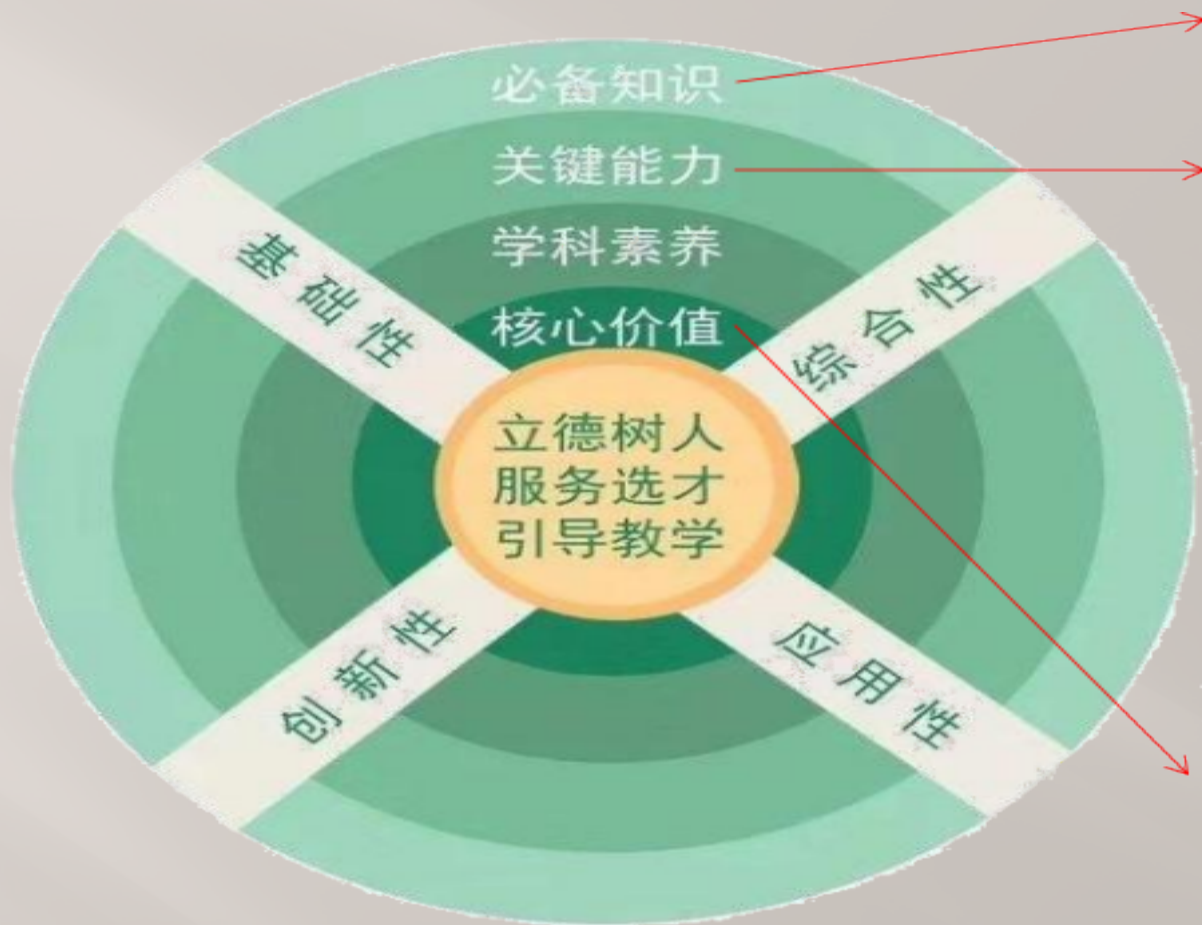 必备知识
关键能力
学科素养
核心价值
基础性
综合性
立德树人
服务选才
引导教学
创新性
应用性